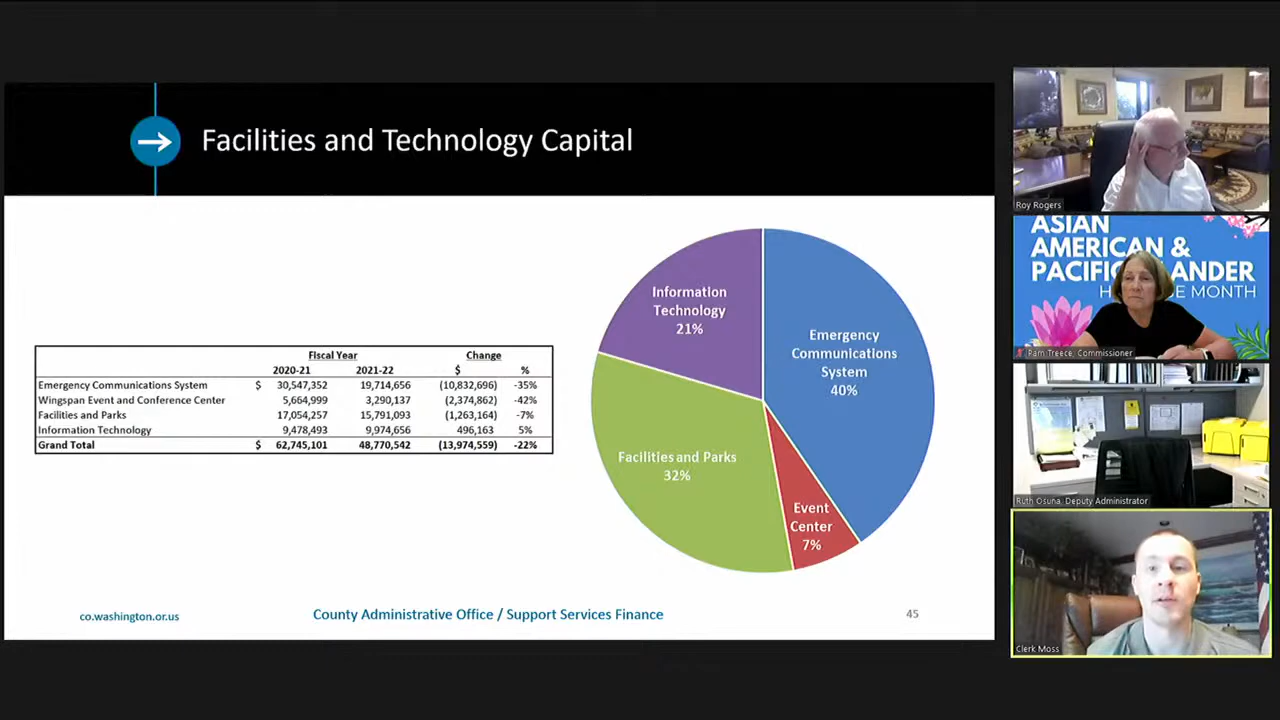 Facilities and Technology Capital
Fiscal Year Change
2020-21 2021-22 $ %
Emergency Communications System $ 30,547,352 19,714,656 (10,832,696) -35%
Wingspan Event and Conference Center 5,664,999 3,290,137 (2,374,862) -42%
Facilities and Parks 17,054,257 15,791,093 (1,263,164) -7%
Information Technology 9,478,493 9,974,656 496,163 5%
Grand Total $ 62,745,101 48,770,542 (13,974,559) -22%
Information
Technology
21%
Emergency
Communications
System
40%
Facilities and Parks
32%
Event
Center
7%
co.washington.or.us
County Administrative Office / Support Services Finance
45
Roy Rogers
ASIAN
AMERICAN &
PACIFIC ANDER
MONTH
Pam Treece, Commissioner
Ruth Osuna, Deputy Administrator
Clerk Moss